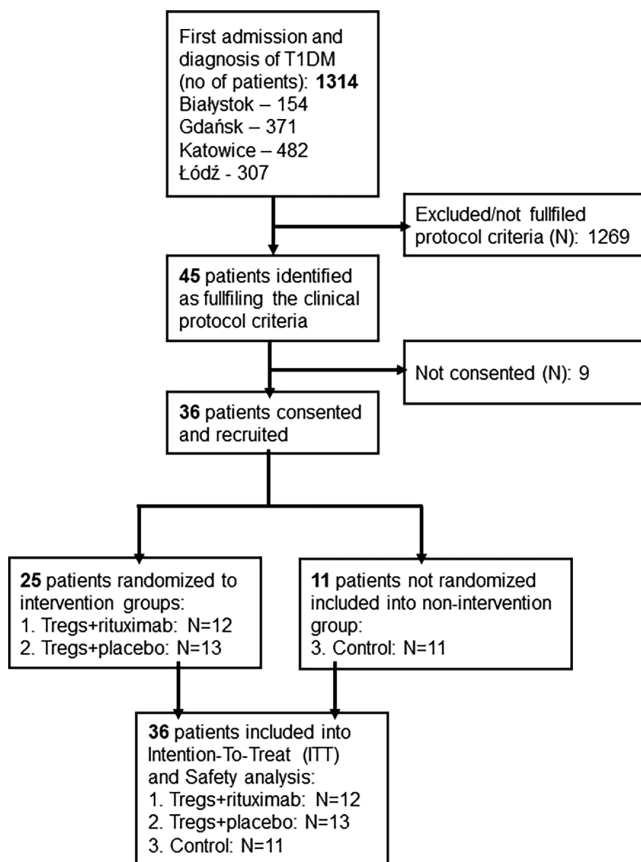 First admission and
diagnosis of T1DM
(no of patients): 1314
Białystok – 154
Gdańsk – 371
Katowice – 482
Łódź - 307
Excluded/not fullfiled
protocol criteria (N): 1269
45 patients identified
as fullfiling the clinical
protocol criteria
Not consented (N): 9
36 patients consented
and recruited
25 patients randomized to
intervention groups:
1. Tregs+rituximab: N=12
2. Tregs+placebo: N=13
11 patients not randomized
included into non-intervention
group:
3. Control: N=11
36 patients included into
Intention-To-Treat (ITT)
and Safety analysis:
1. Tregs+rituximab: N=12
2. Tregs+placebo: N=13
3. Control: N=11